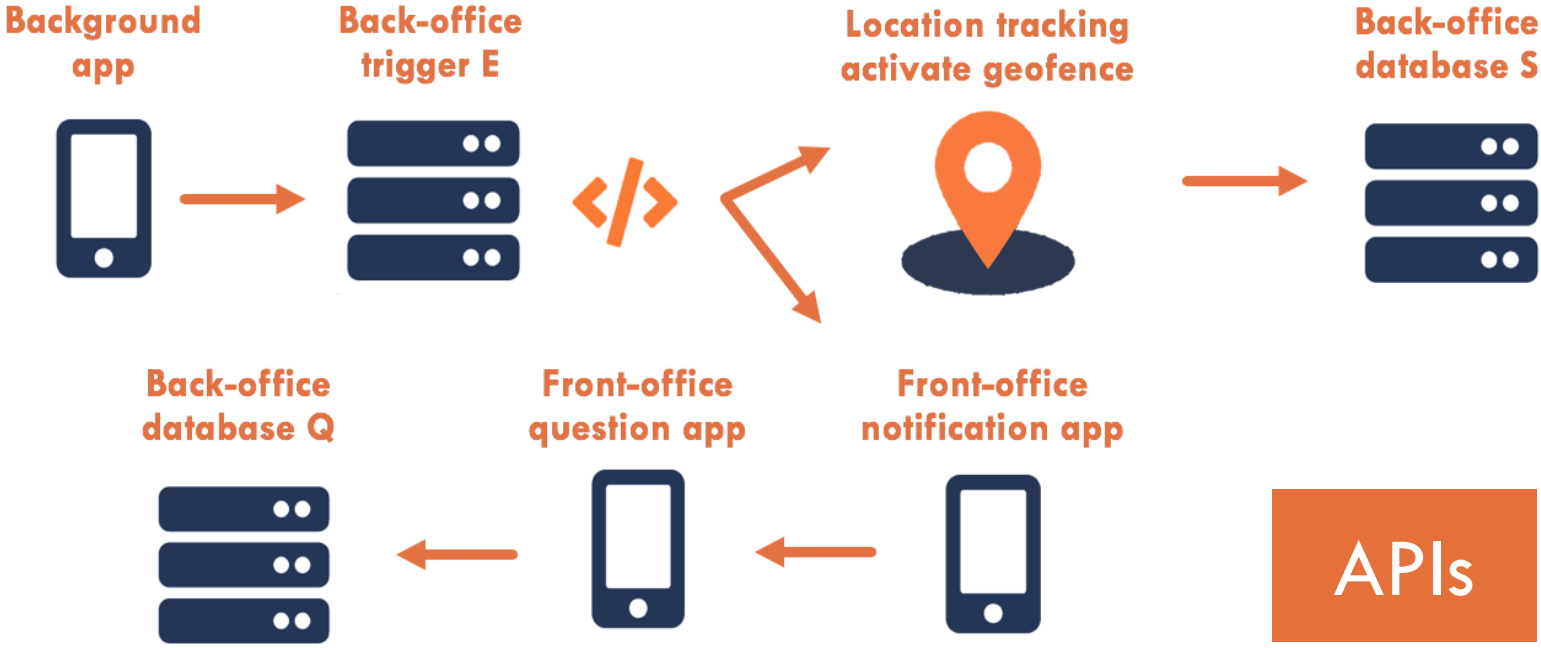 Background
app
Back-office
trigger E
Location tracking
activate geofence
Back-office
database S
</>
Back-office
database Q
Front-office
question app
Front-office
notification app
APIs